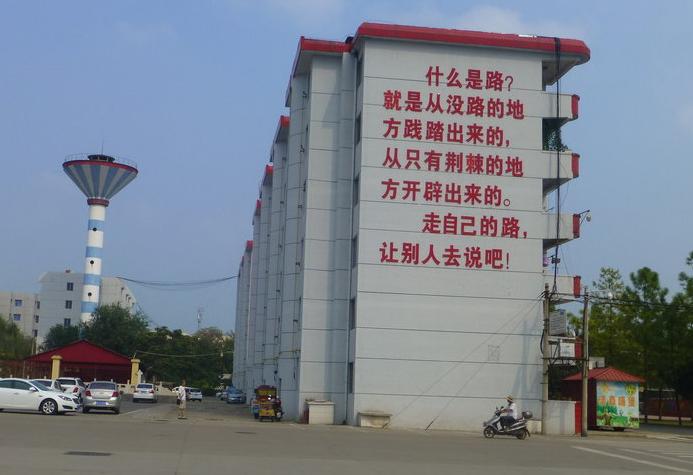 什么是路?
就是从没路的地
方践踏出来的,
从只有荆棘的地
方开辟出来的。
走自己的路,
让别人去说吧!